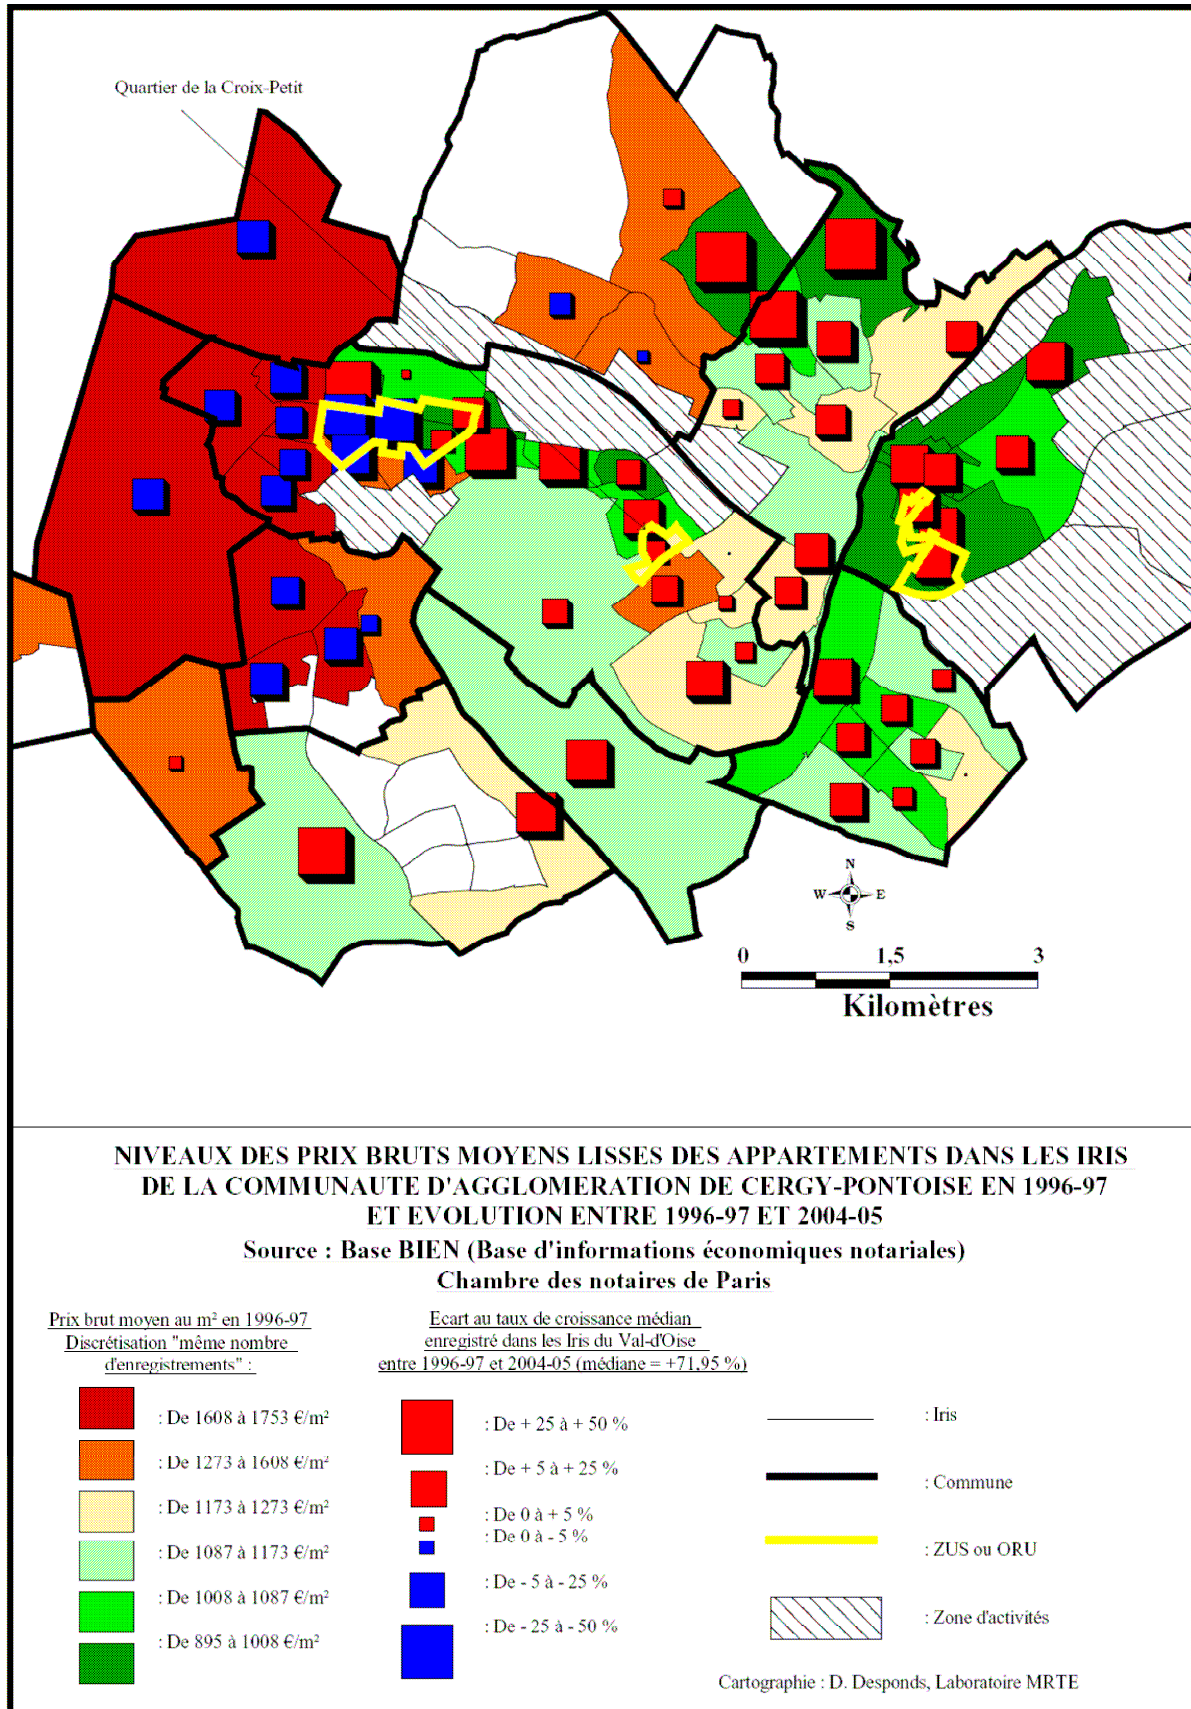 Quartier de la Croix-Petit
N
W
E
S
0
1,5
3
Kilomètres
NIVEAUX DES PRIX BRUTS MOYENS LISSES DES APPARTEMENTS DANS LES IRIS
DE LA COMMUNAUTE D'AGGLOMERATION DE CERGY-PONTOISE EN 1996-97
ET EVOLUTION ENTRE 1996-97 ET 2004-05
Source : Base BIEN (Base d'informations économiques notariales)
Chambre des notaires de Paris
Prix brut moyen au m² en 1996-97
Discrétisation "même nombre
d'enregistrements" :
: De 1608 à 1753 €/m²
: De 1273 à 1608 €/m²
: De 1173 à 1273 €/m²
: De 1087 à 1173 €/m²
: De 1008 à 1087 €/m²
: De 895 à 1008 €/m²
Ecart au taux de croissance médian
enregistré dans les Iris du Val-d'Oise
entre 1996-97 et 2004-05 (médiane = +71,95 %)
: De + 25 à + 50 %
: De + 5 à + 25 %
: De 0 à + 5 %
: De 0 à - 5 %
: De - 5 à - 25 %
: De - 25 à - 50 %
: Iris
: Commune
: ZUS ou ORU
: Zone d'activités
Cartographie : D. Desponds, Laboratoire MRTE